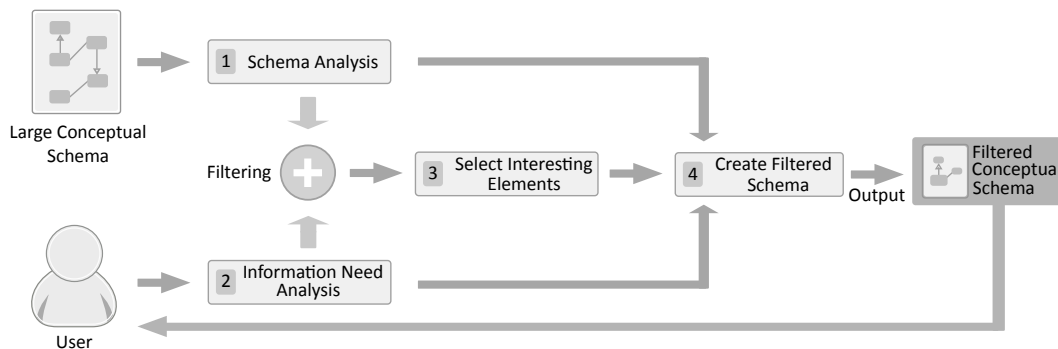 1 Schema Analysis
Large Conceptual
Schema
Filtering
3 Select Interesting
Elements
4 Create Filtered
Schema
Output
Filtered
Conceptual
Schema
2 Information Need
Analysis
User